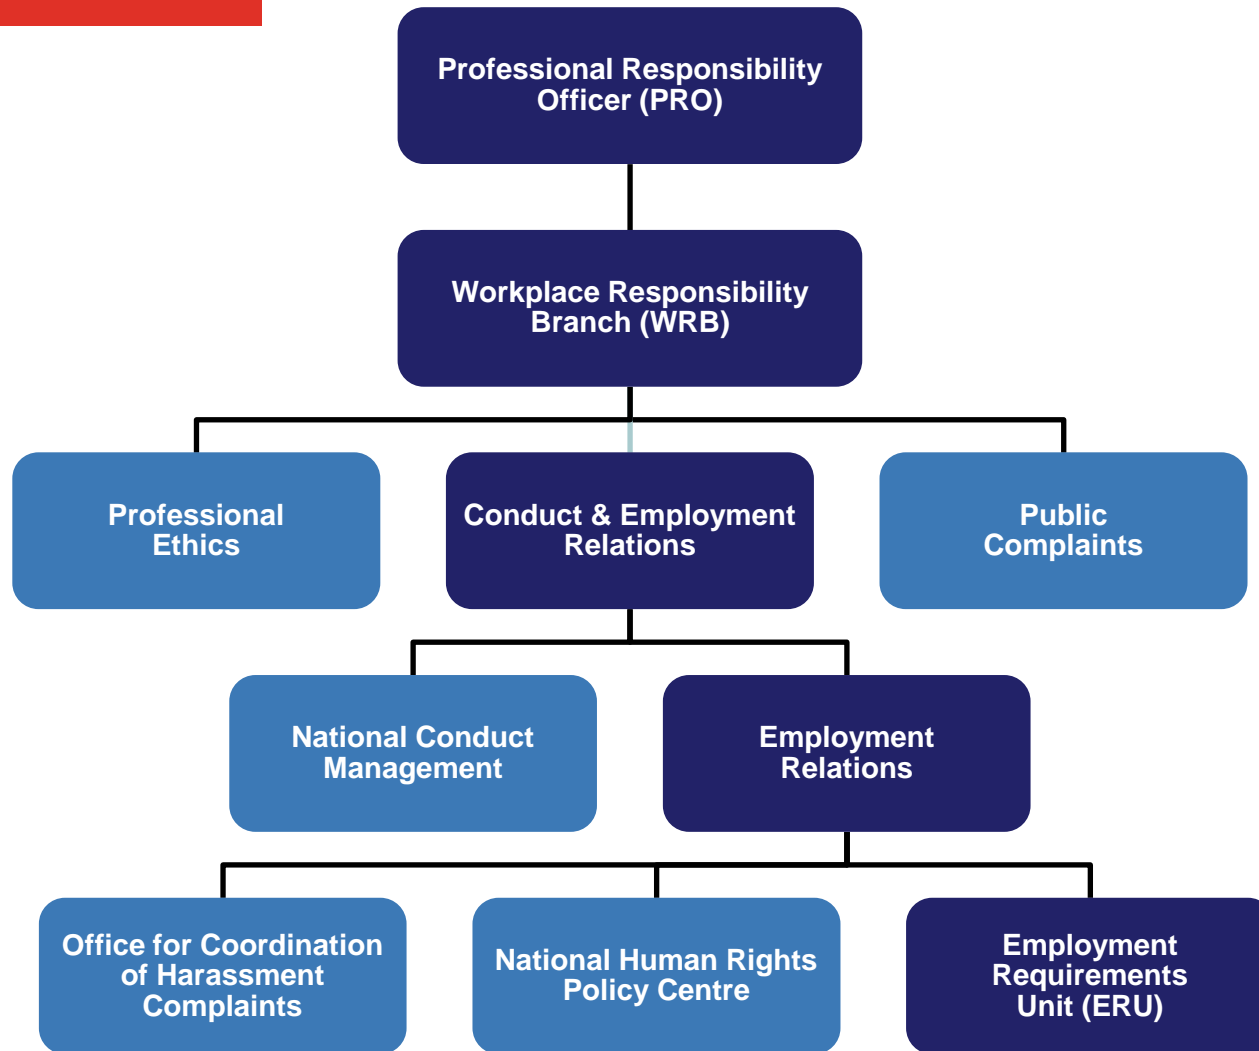 Professional Responsibility
Officer (PRO)
Workplace Responsibility
Branch (WRB)
Professional
Ethics
Conduct & Employment
Relations
Public
Complaints
National Conduct
Management
Employment
Relations
Office for Coordination
of Harassment
Complaints
National Human Rights
Policy Centre
Employment
Requirements
Unit (ERU)